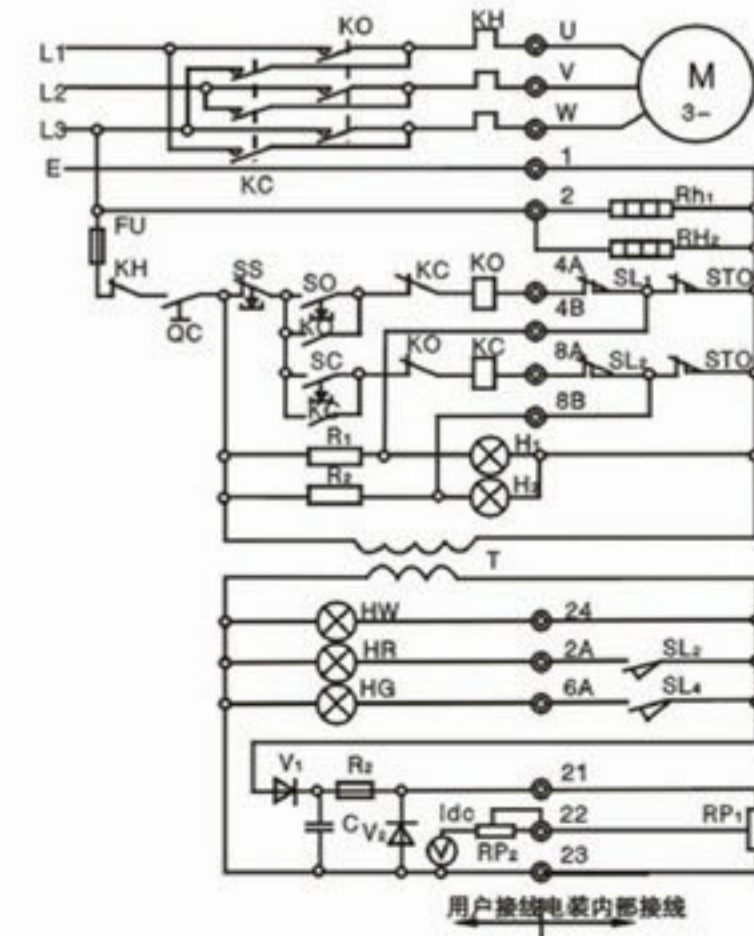 KO KH U
L1
L2 V M
3~
L3 W
E 1
KC
2 Rh1
FU RH2
KH SS SO KC KO 4A SL1 STO
QC KO 4B
SC KO KC 8A SL2 STO
KC 8B
R1 H1
R2 H2
T
HW 24
HR 2A SL2
HG 6A SL4
V1 R2 21
C V2 Idc RP2 22 RP1
V 23
用户接线 电装内部接线